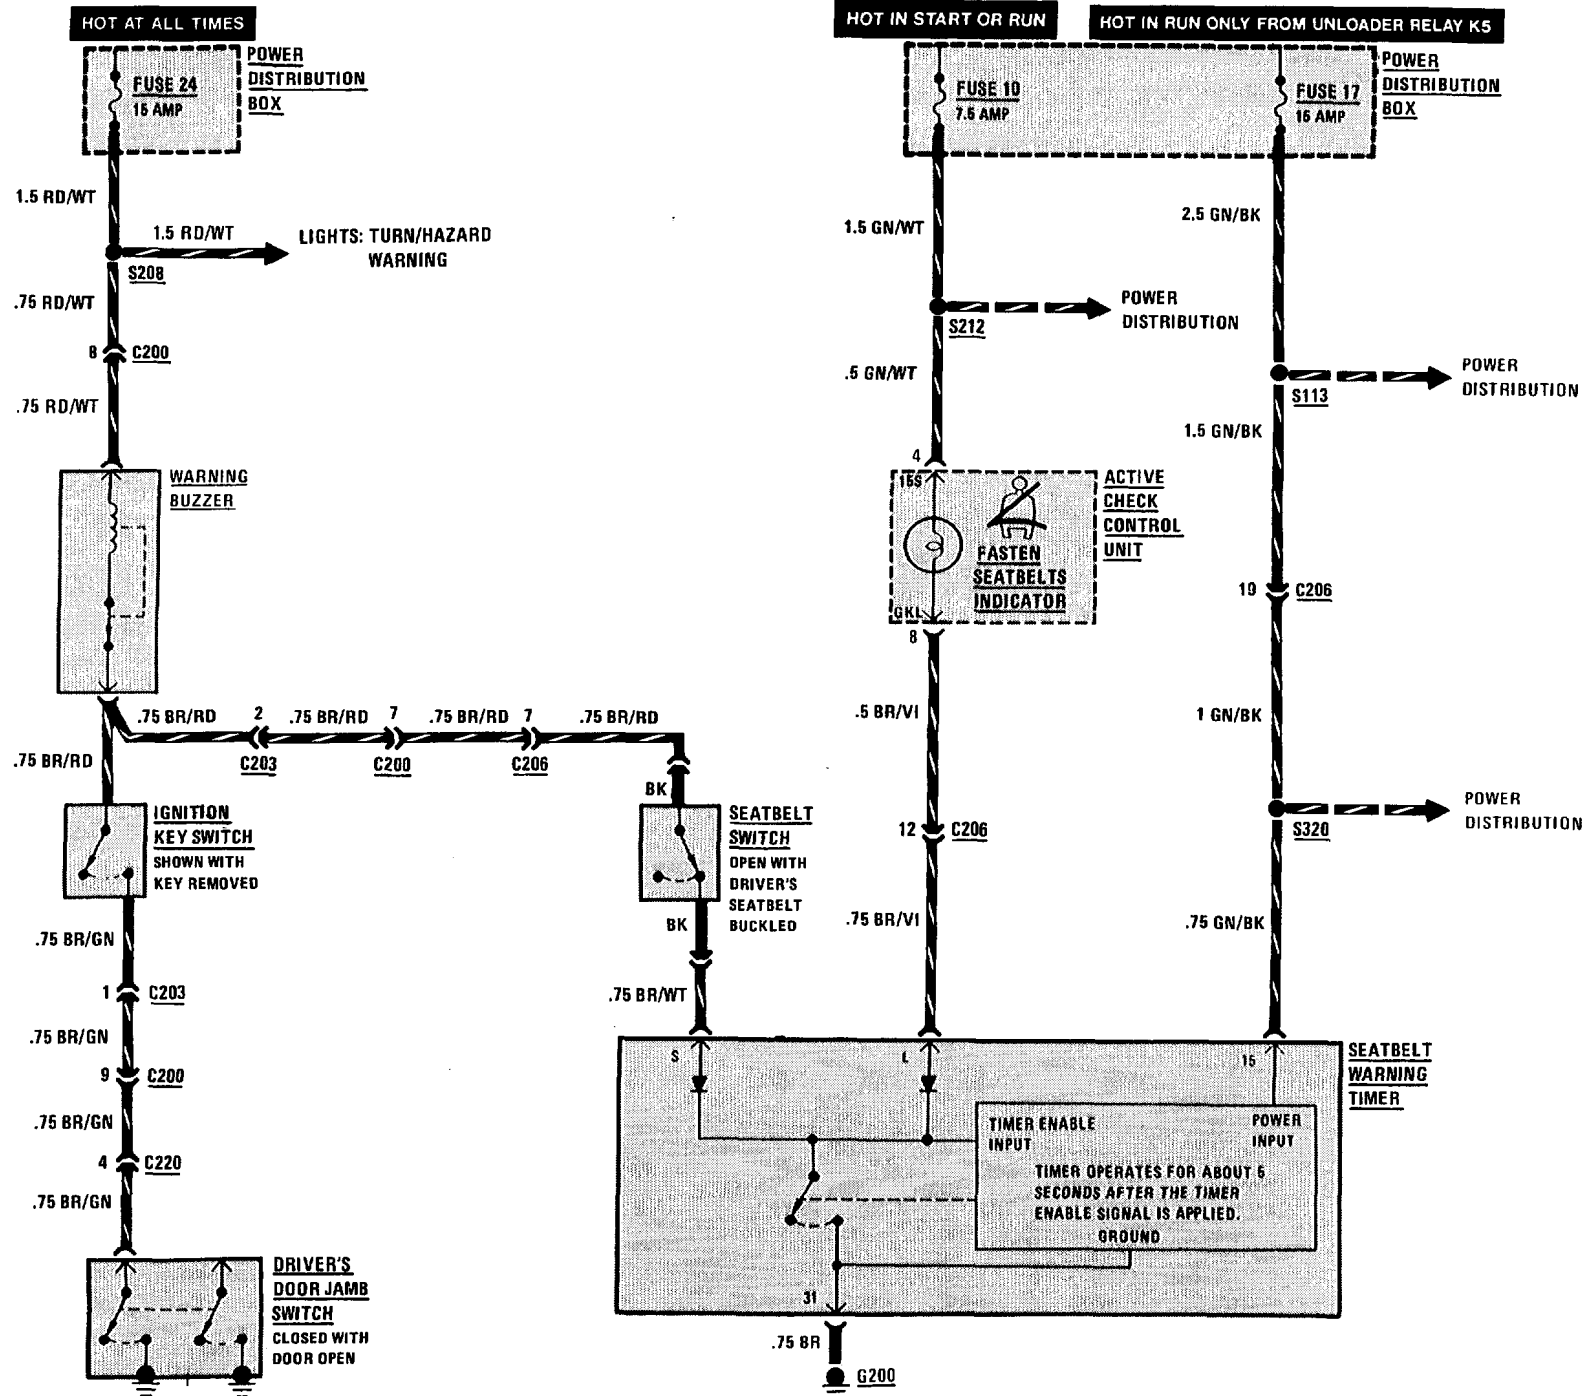 HOT AT ALL TIMES
HOT IN START OR RUN
HOT IN RUN ONLY FROM UNLOADER RELAY K5
FUSE 24
15 AMP
POWER
DISTRIBUTION
BOX
FUSE 10
7.5 AMP
FUSE 17
15 AMP
POWER
DISTRIBUTION
BOX
1.5 RD/WT
1.5 RD/WT
LIGHTS: TURN/HAZARD
WARNING
S208
.75 RD/WT
8 C200
.75 RD/WT
1.5 GN/WT
2.5 GN/BK
POWER
DISTRIBUTION
S212
.5 GN/WT
POWER
DISTRIBUTION
S113
1.5 GN/BK
WARNING
BUZZER
4
15S
FASTEN
SEATBELTS
INDICATOR
GKL
8
ACTIVE
CHECK
CONTROL
UNIT
19 C206
.75 BR/RD 2 .75 BR/RD 7 .75 BR/RD 7 .75 BR/RD
C203 C200 C206
.75 BR/RD
.5 BR/VI
1 GN/BK
BK
IGNITION
KEY SWITCH
SHOWN WITH
KEY REMOVED
SEATBELT
SWITCH
OPEN WITH
DRIVER'S
SEATBELT
BUCKLED
BK
12 C206
POWER
DISTRIBUTION
S320
.75 BR/VI
.75 GN/BK
.75 BR/GN
1 C203
.75 BR/WT
.75 BR/GN
9 C200
.75 BR/GN
4 C220
.75 BR/GN
S
L
15
SEATBELT
WARNING
TIMER
TIMER ENABLE
INPUT
POWER
INPUT
TIMER OPERATES FOR ABOUT 6
SECONDS AFTER THE TIMER
ENABLE SIGNAL IS APPLIED.
GROUND
31
.75 BR
G200
DRIVER'S
DOOR JAMB
SWITCH
CLOSED WITH
DOOR OPEN